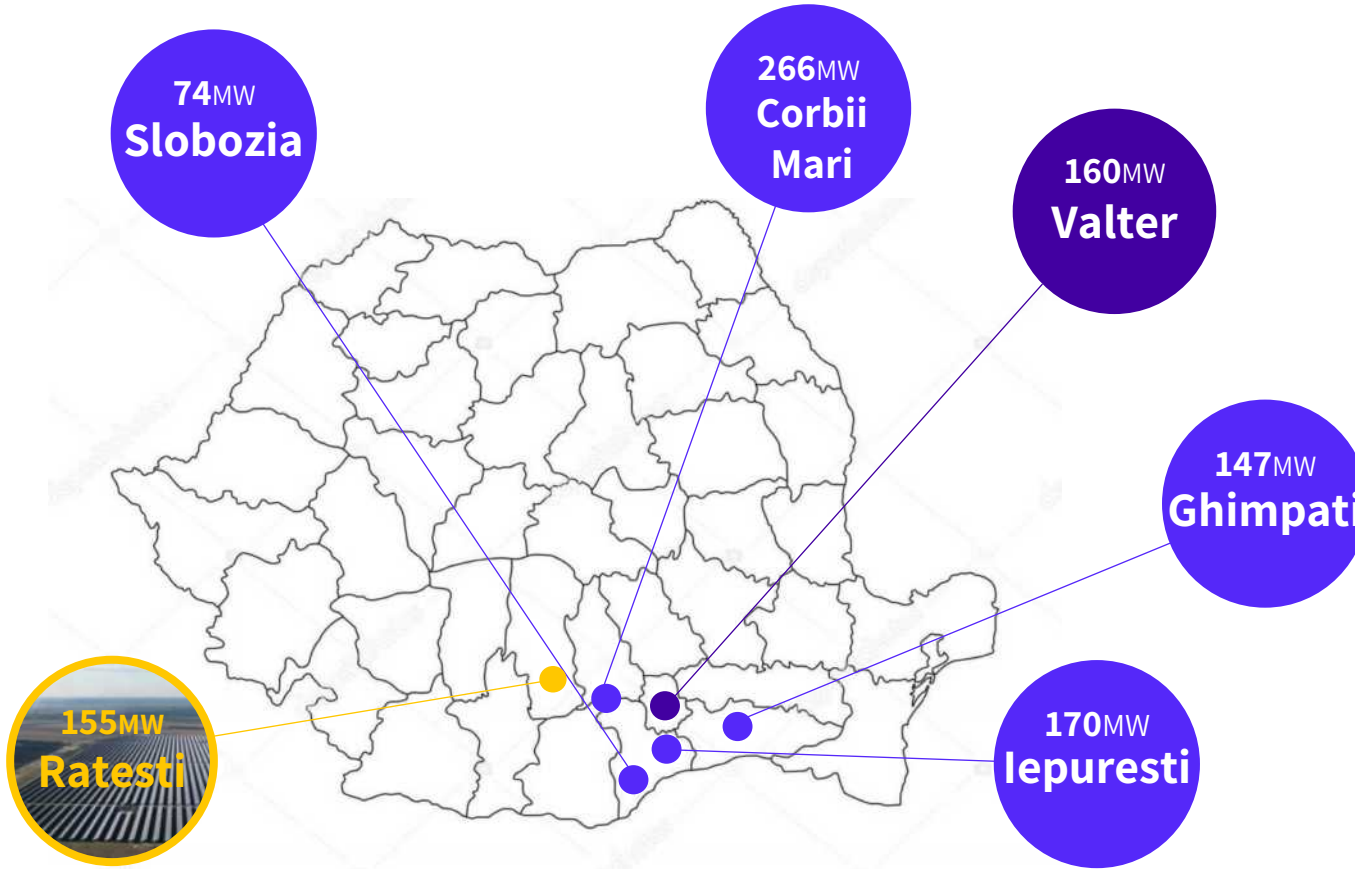 74MW
Slobozia
266MW
Corbii
Mari
160MW
Valter
147MW
Ghimpati
155MW
Ratesti
170MW
Iepuresti